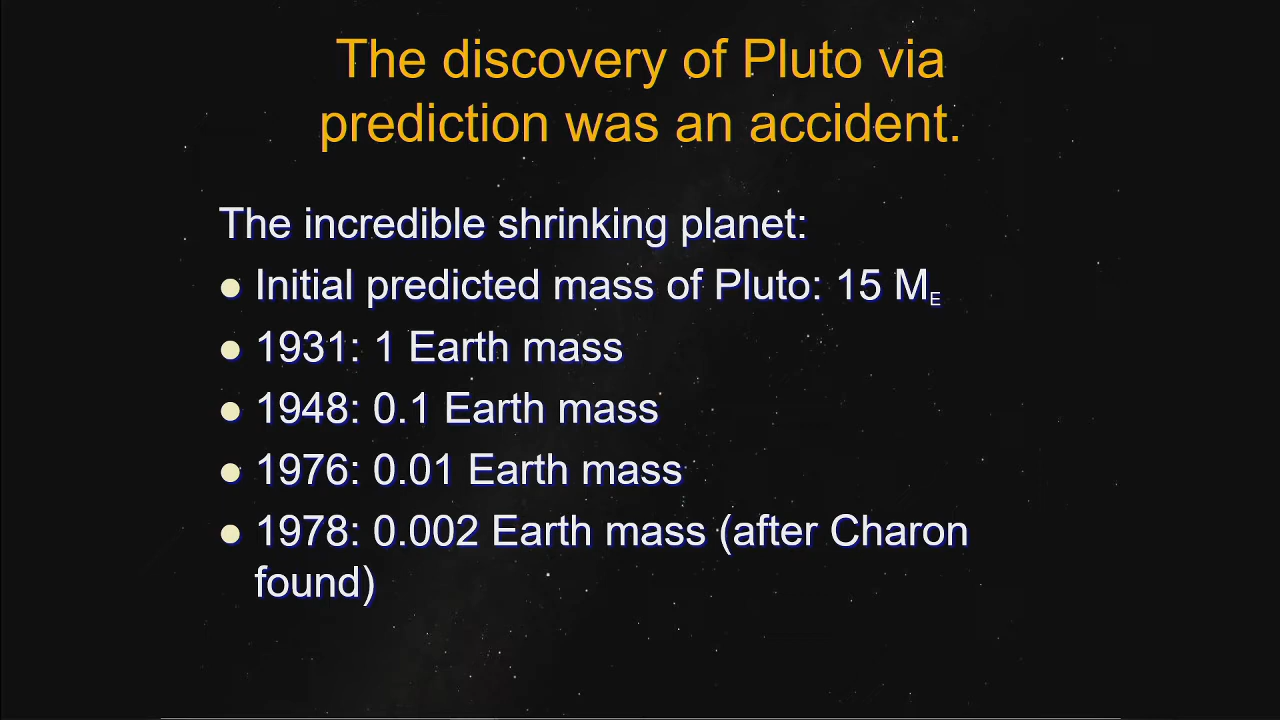 The discovery of Pluto via
prediction was an accident.
The incredible shrinking planet:
● Initial predicted mass of Pluto: 15 M_E
● 1931: 1 Earth mass
● 1948: 0.1 Earth mass
● 1976: 0.01 Earth mass
● 1978: 0.002 Earth mass (after Charon
found)